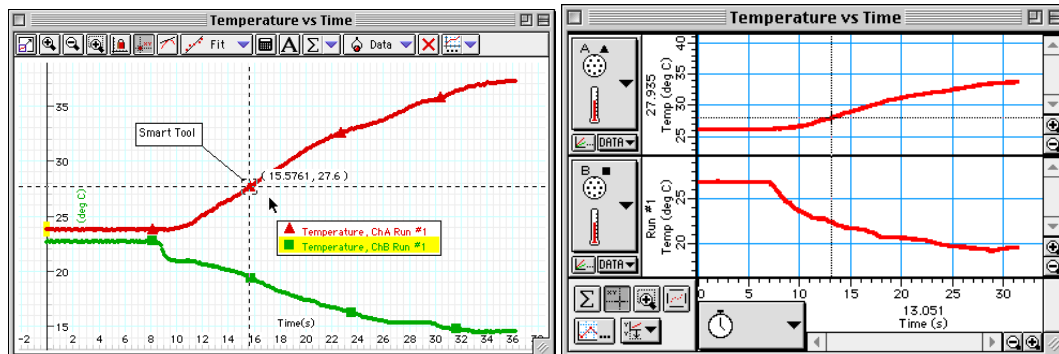 Temperature vs Time
Fit A Σ Data
35
30
25
20
15
(deg C)
Smart Tool
( 15.5761 , 27.6 )
Temperature, ChA Run #1
Temperature, ChB Run #1
Time(s)
-2 0 2 4 6 8 10 12 14 16 18 20 22 24 26 28 30 32 34 36
Temperature vs Time
A
DATA
27.935
Temp (deg C)
40
35
30
25
B
DATA
Run #1
Temp (deg C)
25
20
Σ XY
0 5 10 15 20 25 30
13.051
Time (s)